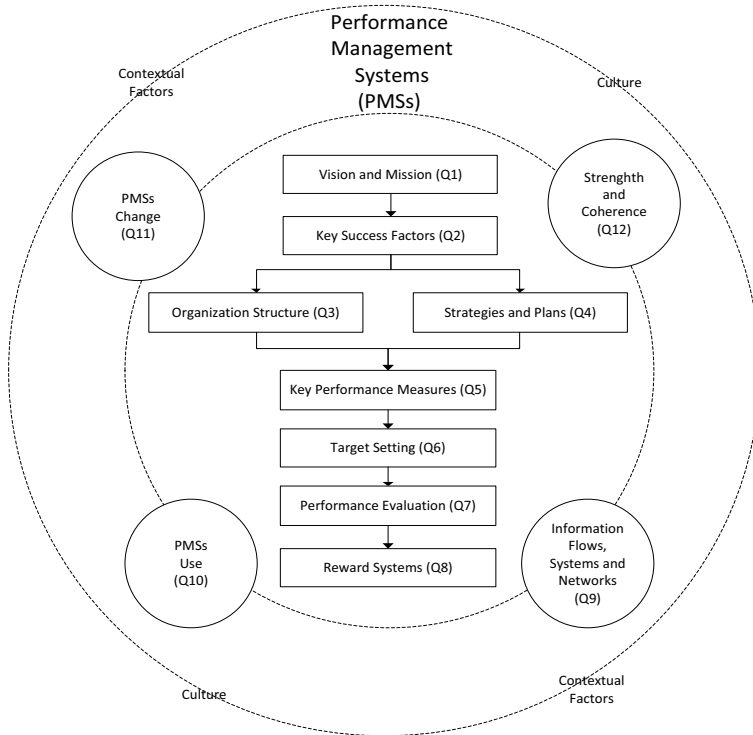 Performance
Management
Systems
(PMSs)
Contextual
Factors
Culture
PMSs
Change
(Q11)
Strenghth
and
Coherence
(Q12)
Vision and Mission (Q1)
Key Success Factors (Q2)
Organization Structure (Q3)
Strategies and Plans (Q4)
Key Performance Measures (Q5)
Target Setting (Q6)
Performance Evaluation (Q7)
Reward Systems (Q8)
PMSs
Use
(Q10)
Information
Flows,
Systems and
Networks
(Q9)
Culture
Contextual
Factors